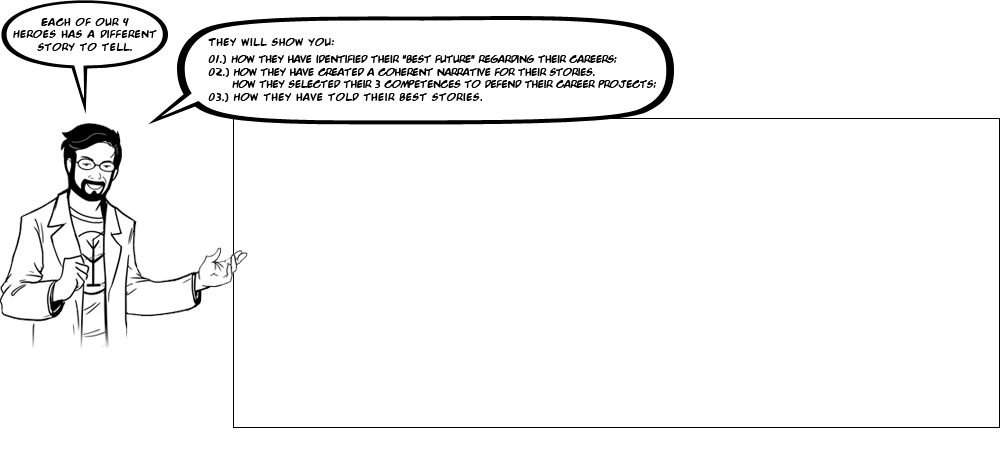 EACH OF OUR 4
HEROES HAS A DIFFERENT
STORY TO TELL.
THEY WILL SHOW YOU:
01.) HOW THEY HAVE IDENTIFIED THEIR "BEST FUTURE" REGARDING THEIR CAREERS;
02.) HOW THEY HAVE CREATED A COHERENT NARRATIVE FOR THEIR STORIES.
HOW THEY SELECTED THEIR 3 COMPETENCES TO DEFEND THEIR CAREER PROJECTS;
03.) HOW THEY HAVE TOLD THEIR BEST STORIES.